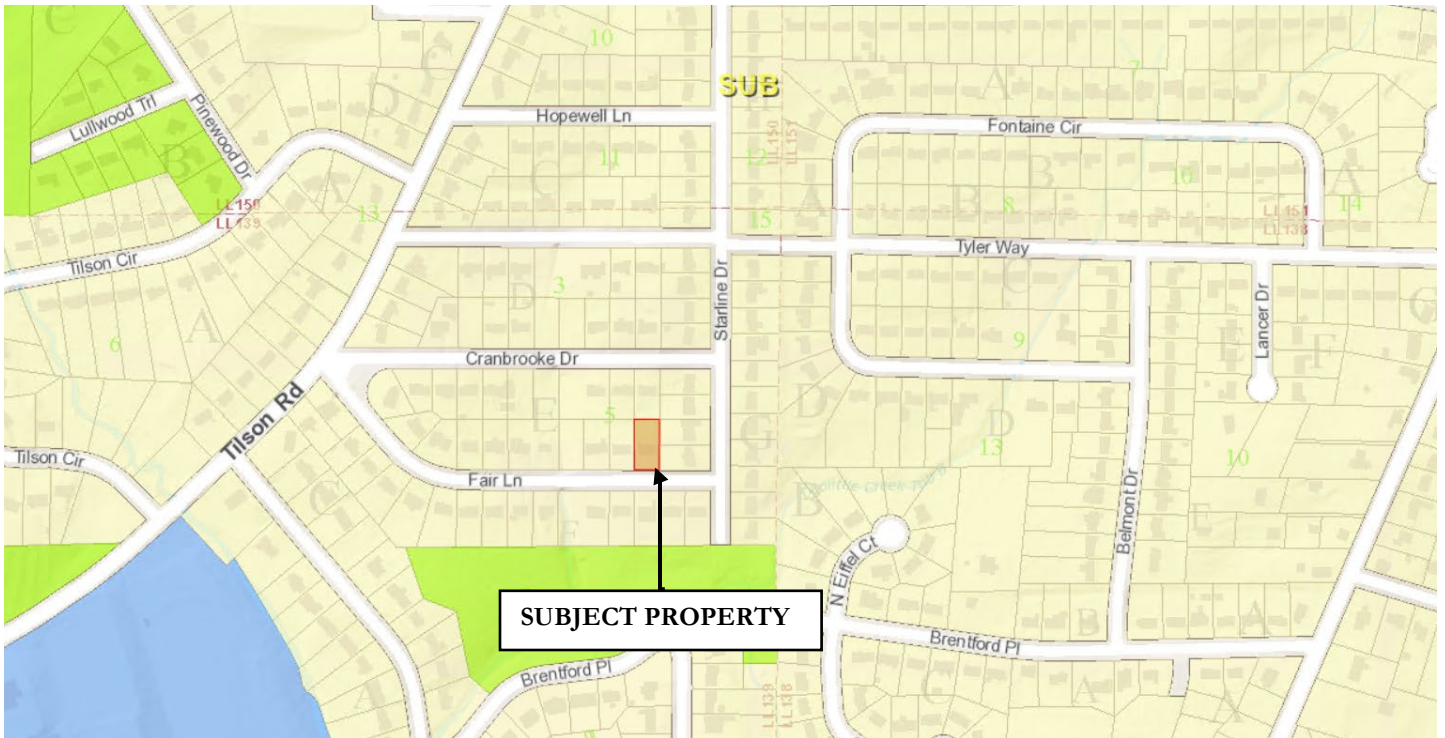 C
10
C
7
SUB
A
Hopewell Ln
Fontaine Cir
Lullwood Trl
Pinewood Dr
D
B
C
11
12
LL150
LL151
A
B
B
8
10
A
14
LL150
LL139
13
15
LL151
LL138
Tilson Cir
Tyler Way
Starline Dr
3
D
C
A
6
9
G
Cranbrooke Dr
Lancer Dr
E
F
Tilson Rd
E
5
G
D
D
13
10
Tilson Cir
Fair Ln
C
B
Belmont Dr
E
N Eiffel Ct
SUBJECT PROPERTY
B
A
Brentford Pl
Brentford Pl
LL139
LL138
A
C
A
A